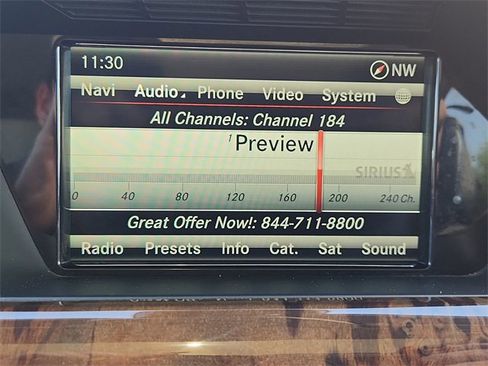 11:30 NW
Navi Audio Phone Video System
All Channels: Channel 184
1 Preview
SIRIUS
0 40 80 120 160 200 240 Ch.
Great Offer Now!: 844-711-8800
Radio Presets Info Cat. Sat Sound